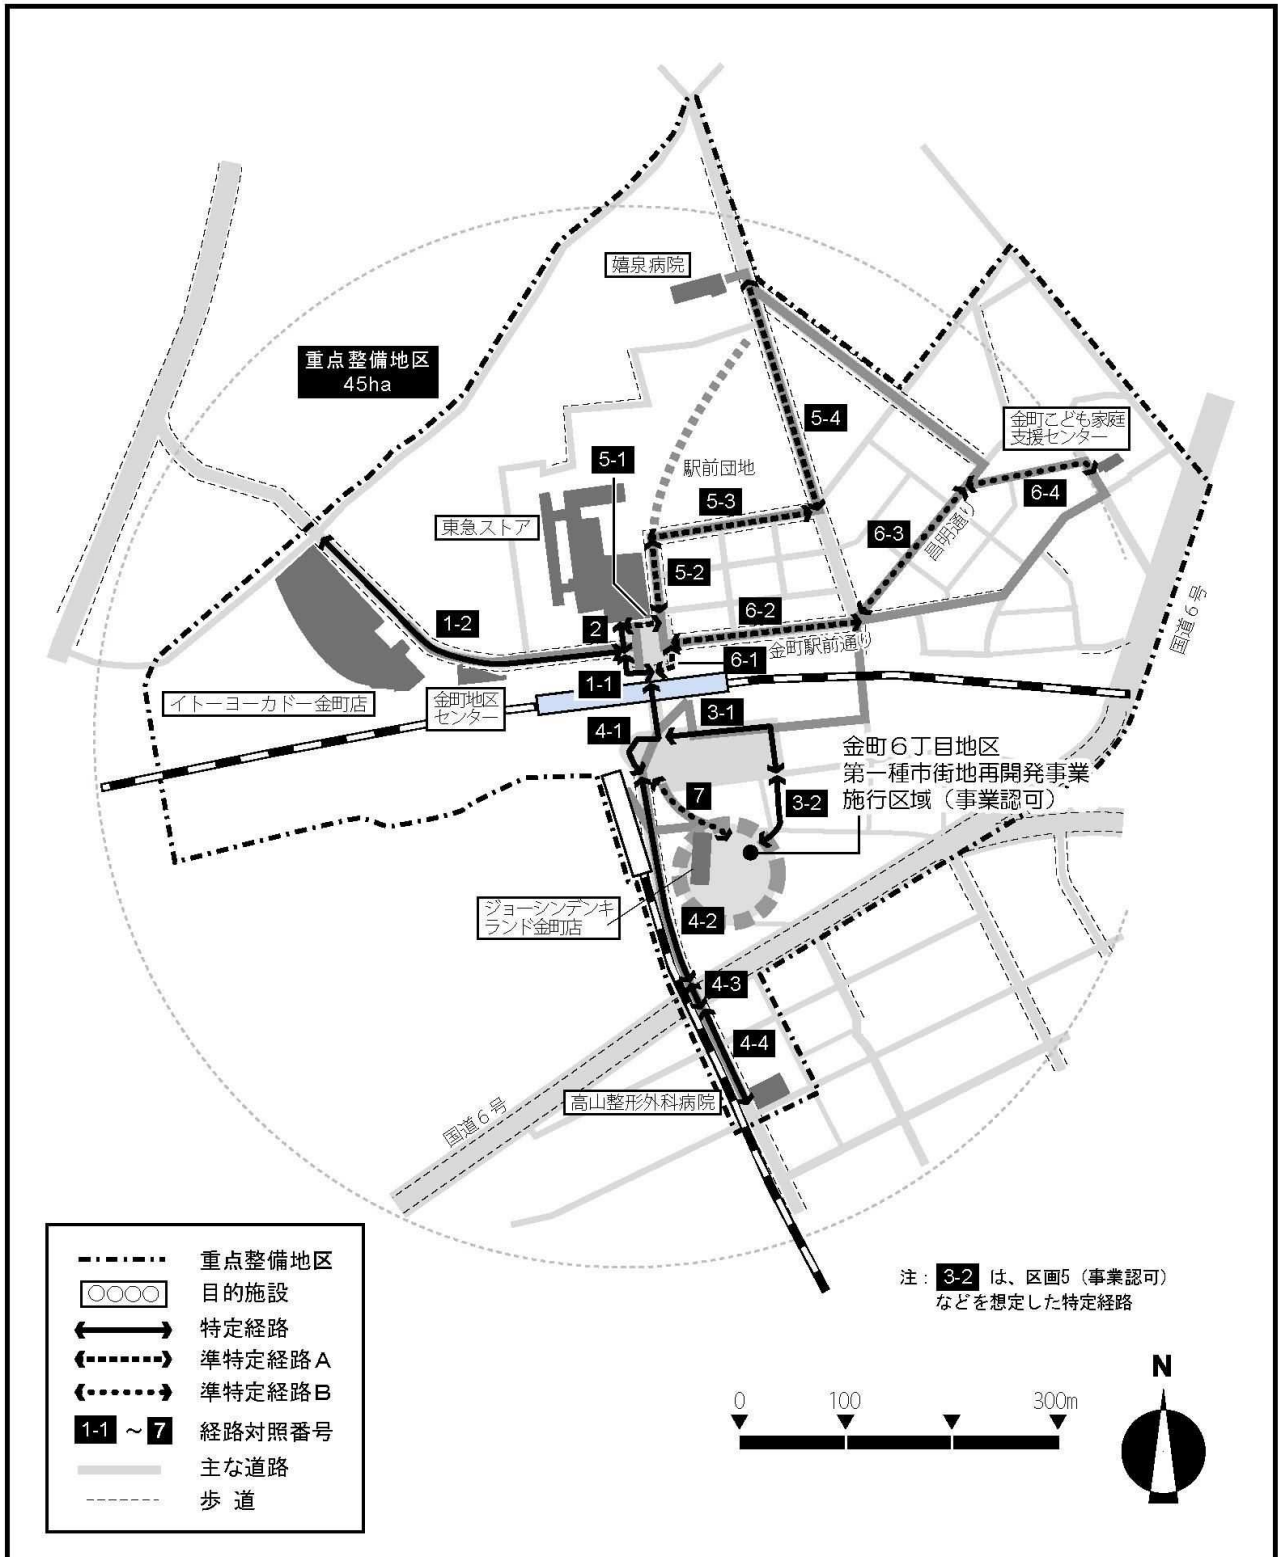 嬉泉病院
重点整備地区
45ha
5-4
金町こども家庭
支援センター
5-1
駅前団地
6-4
東急ストア
5-3
6-3
昌明通り
5-2
国道6号
1-2
2
6-2
金町駅前通り
6-1
1-1
イトーヨーカドー金町店
金町地区
センター
4-1
3-1
金町6丁目地区
第一種市街地再開発事業
施行区域（事業認可）
7
3-2
ジョーシンデンキ
ランド金町店
4-2
4-3
4-4
高山整形外科病院
国道6号
重点整備地区
○○○○ 目的施設
特定経路
準特定経路A
準特定経路B
1-1 ～ 7 経路対照番号
主な道路
歩 道
注：3-2 は、区画5（事業認可）
などを想定した特定経路
N
0 100 300m